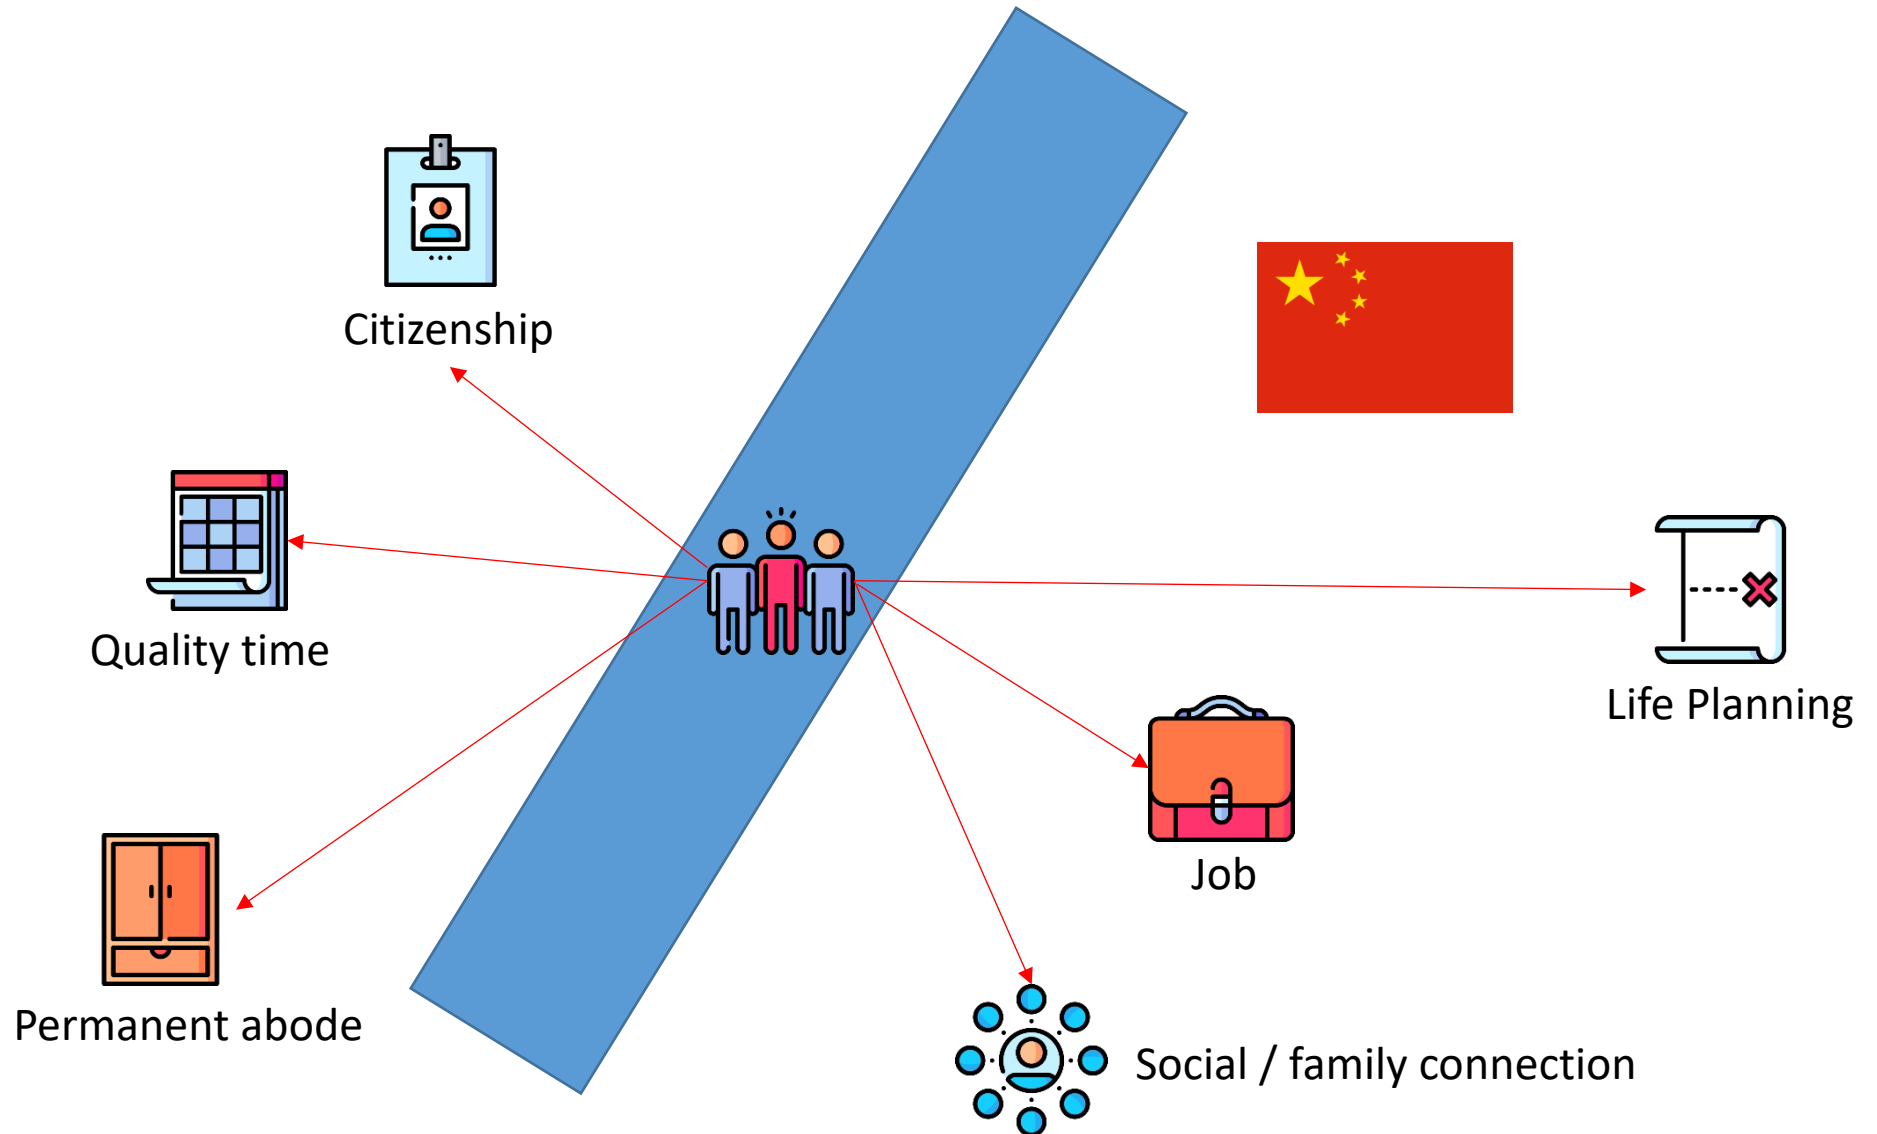 Citizenship
Quality time
Life Planning
Job
Permanent abode
Social / family connection